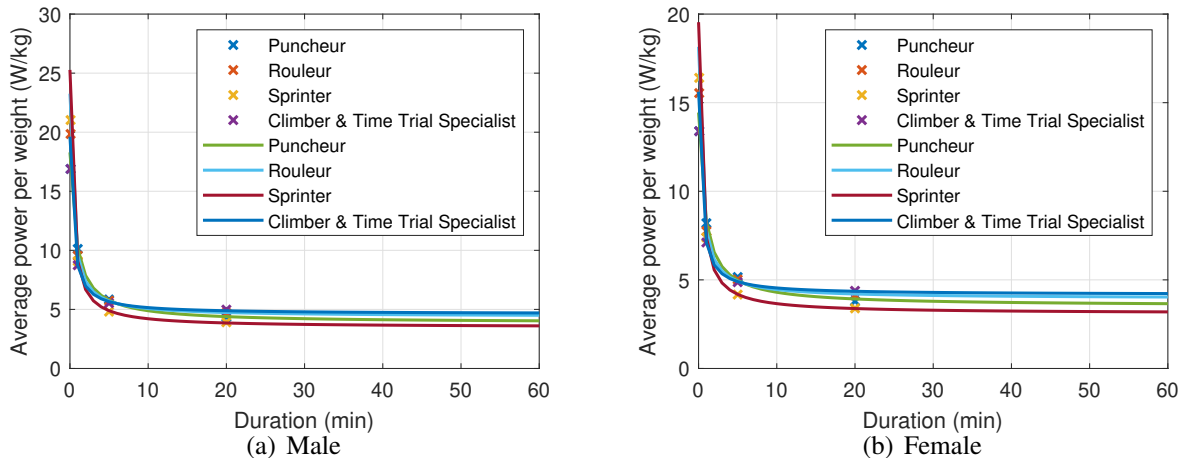 30
25
20
15
10
5
0
Average power per weight (W/kg)
Puncheur
Rouleur
Sprinter
Climber & Time Trial Specialist
Puncheur
Rouleur
Sprinter
Climber & Time Trial Specialist
0 10 20 30 40 50 60
Duration (min)
(a) Male
20
15
10
5
0
Average power per weight (W/kg)
Puncheur
Rouleur
Sprinter
Climber & Time Trial Specialist
Puncheur
Rouleur
Sprinter
Climber & Time Trial Specialist
0 10 20 30 40 50 60
Duration (min)
(b) Female